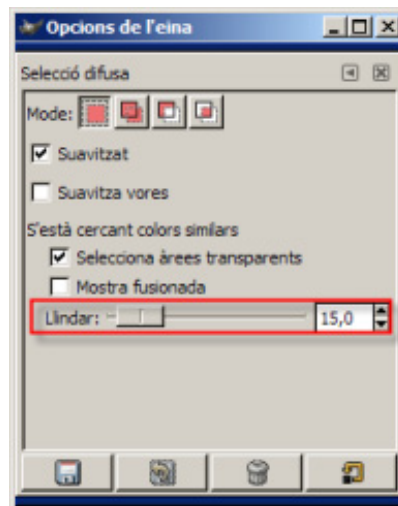 Opcions de l'eina
Selecció difusa
Mode:
Suavitzat
Suavitza vores
S'està cercant colors similars
Selecciona àrees transparents
Mostra fusionada
Llindar: 15,0